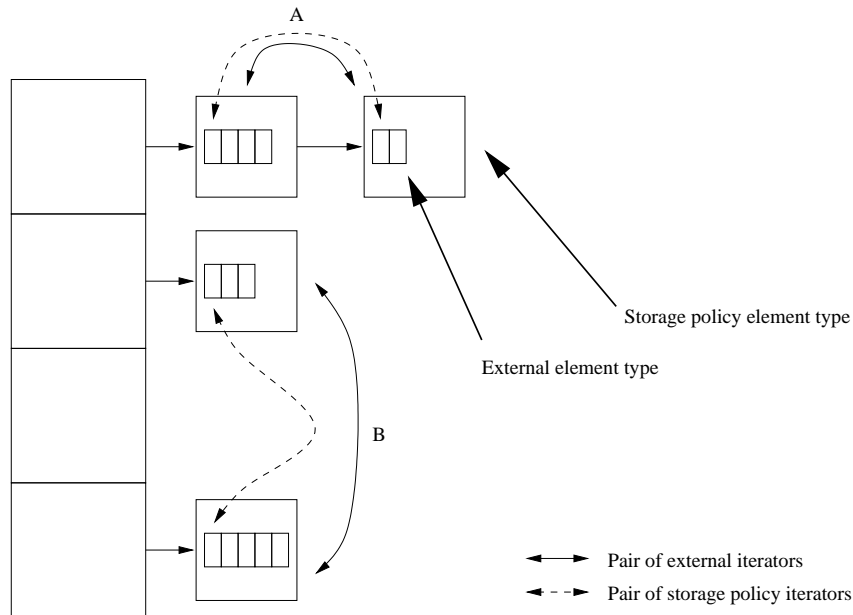 A
Storage policy element type
External element type
B
Pair of external iterators
Pair of storage policy iterators